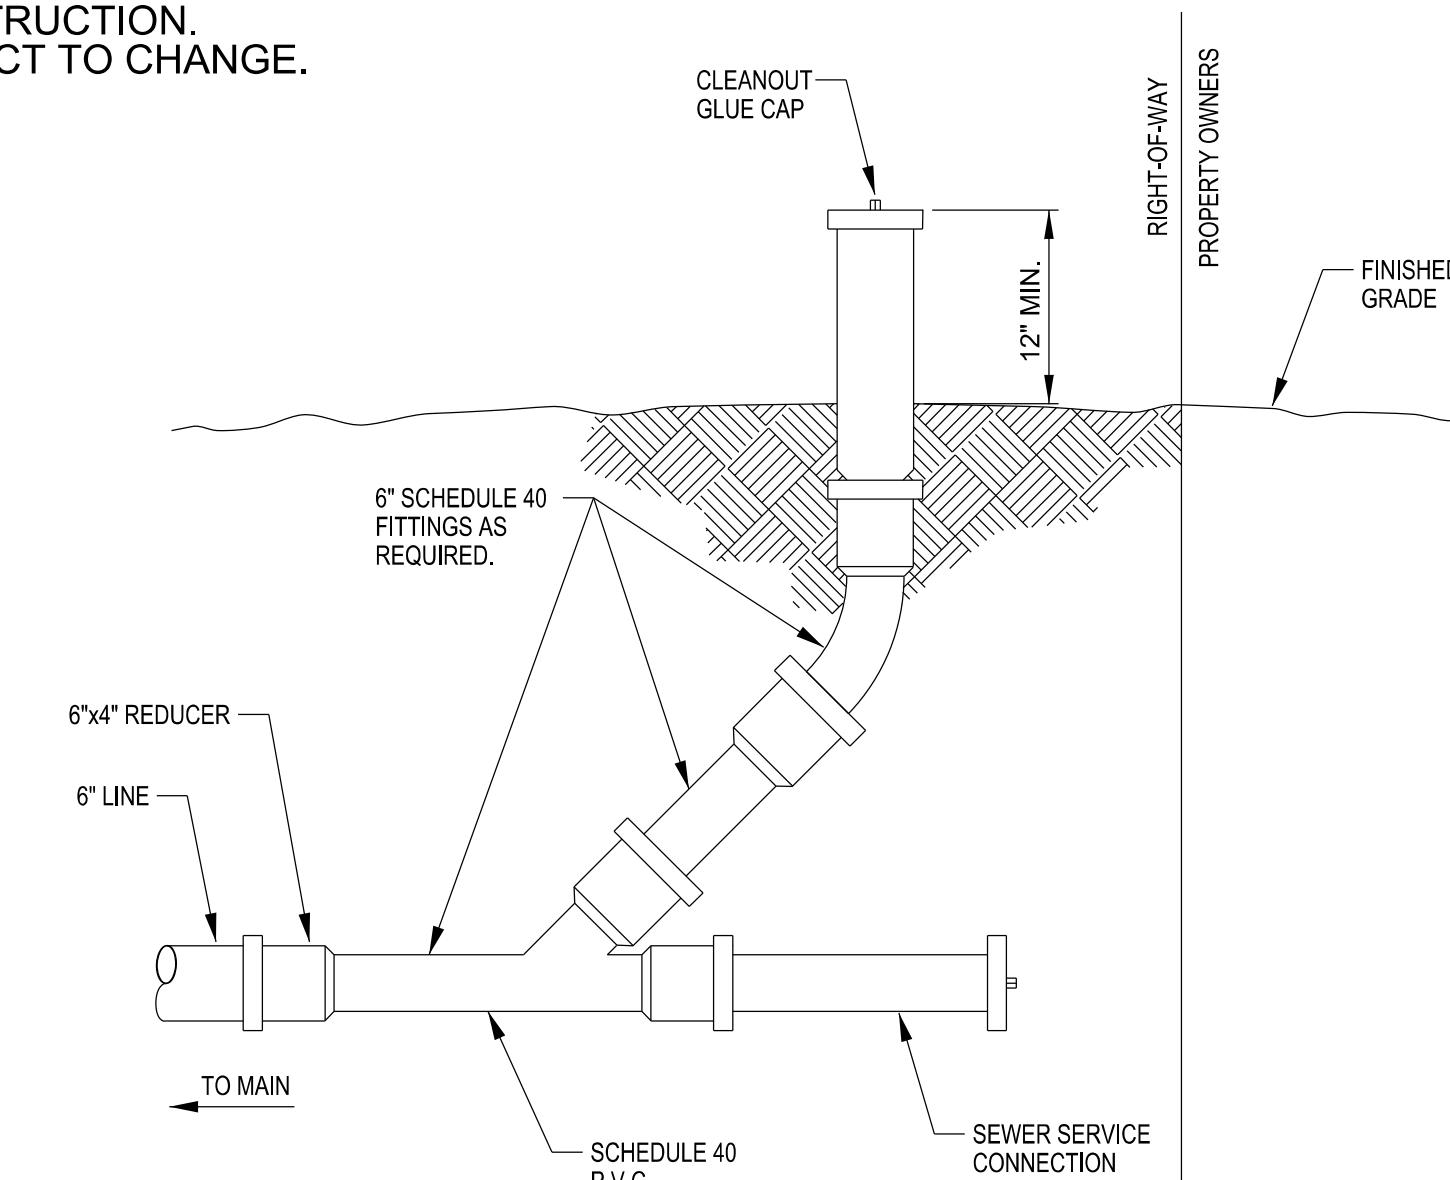 TRUCTION.
CT TO CHANGE.
CLEANOUT
GLUE CAP
RIGHT-OF-WAY
PROPERTY OWNERS
12" MIN.
FINISHED
GRADE
6" SCHEDULE 40
FITTINGS AS
REQUIRED.
6"x4" REDUCER
6" LINE
TO MAIN
SCHEDULE 40
P.V.C.
SEWER SERVICE
CONNECTION